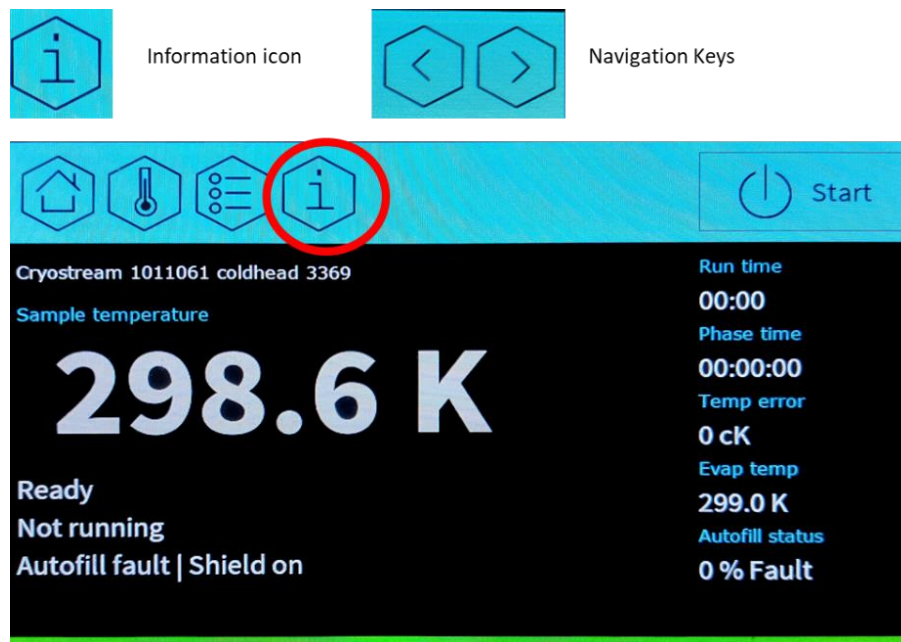 i
Information icon
Navigation Keys
i
Start
Cryostream 1011061 coldhead 3369
Sample temperature
298.6 K
Ready
Not running
Autofill fault | Shield on
Run time
00:00
Phase time
00:00:00
Temp error
0 cK
Evap temp
299.0 K
Autofill status
0 % Fault